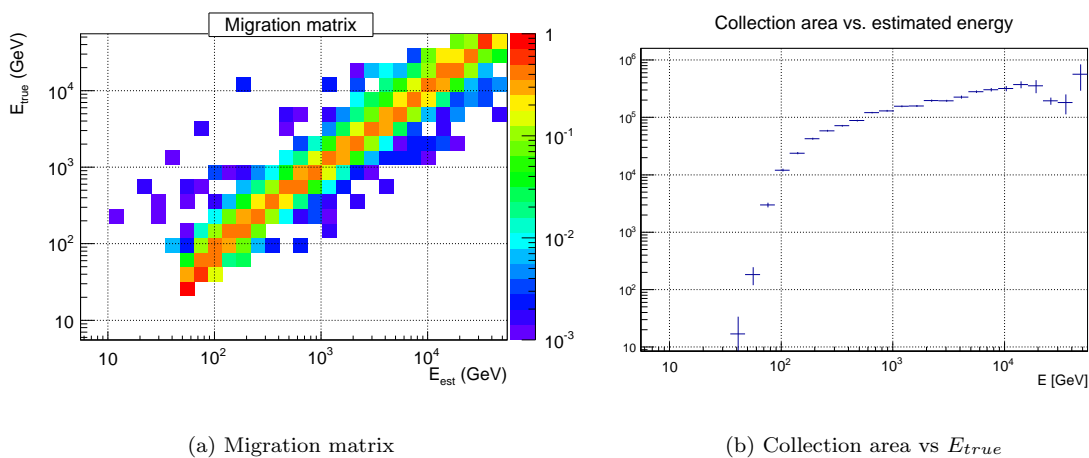 Migration matrix
E_true (GeV)
10^4
10^3
10^2
10
10 10^2 10^3 10^4
E_est (GeV)
1
10^-1
10^-2
10^-3
Collection area vs. estimated energy
10^6
10^5
10^4
10^3
10^2
10
10 10^2 10^3 10^4
E [GeV]
(a) Migration matrix
(b) Collection area vs E_true